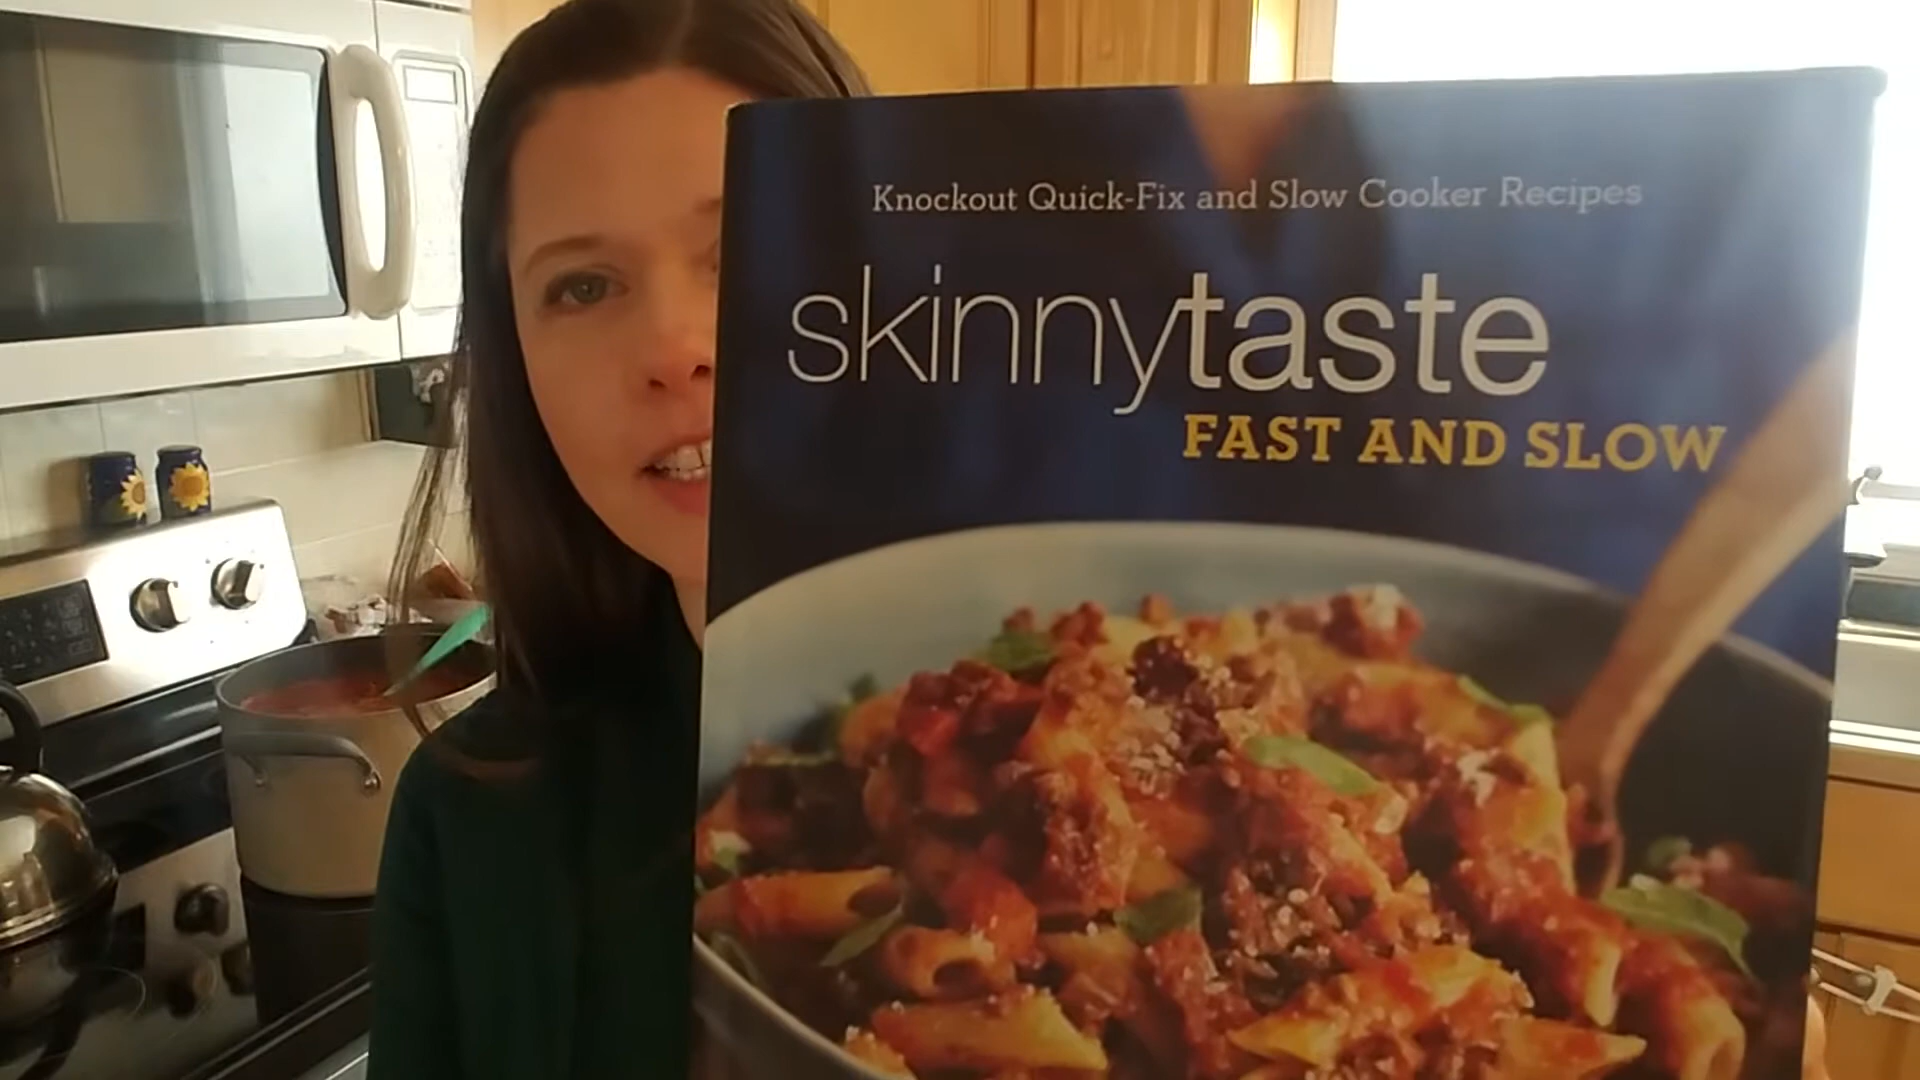 Knockout Quick-Fix and Slow Cooker Recipes
skinnytaste
FAST AND SLOW